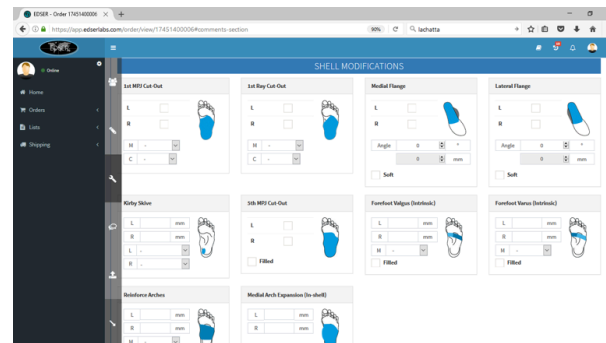 EDSER - Order 17451400006
https://app.edserlabs.com/order/view/17451400006#comments-section
90%
lachatta
Online
Home
Orders
Lists
Shipping
SHELL MODIFICATIONS
1st MPJ Cut-Out
L
R
M -
C -
1st Ray Cut-Out
L
R
M -
C -
Medial Flange
L
R
Angle 0 °
0 mm
Soft
Lateral Flange
L
R
Angle 0 °
0 mm
Soft
Kirby Skive
L mm
R mm
L -
R -
5th MPJ Cut-Out
L
R
Filled
Forefoot Valgus (Intrinsic)
L mm
R mm
M -
Filled
Forefoot Varus (Intrinsic)
L mm
R mm
M -
Filled
Reinforce Arches
L mm
R mm
M -
Medial Arch Expansion (In-shell)
L mm
R mm